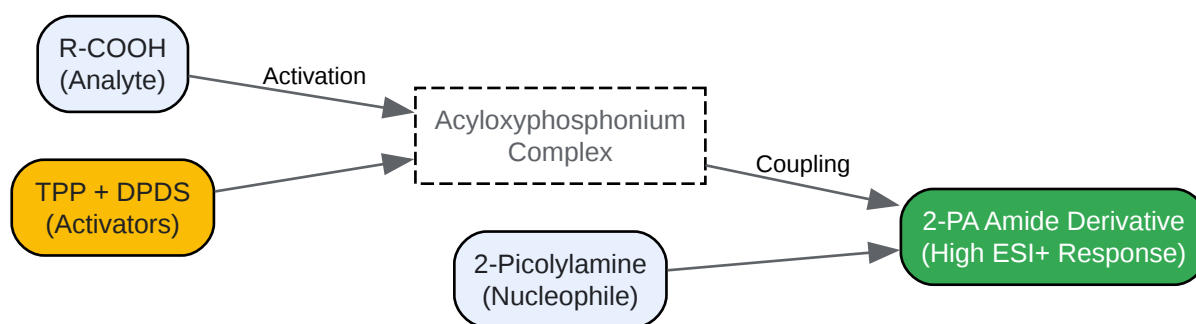 R-COOH
(Analyte)
Activation
TPP + DPDS
(Activators)
Acyloxyphosphonium
Complex
Coupling
2-Picolylamine
(Nucleophile)
2-PA Amide Derivative
(High ESI+ Response)